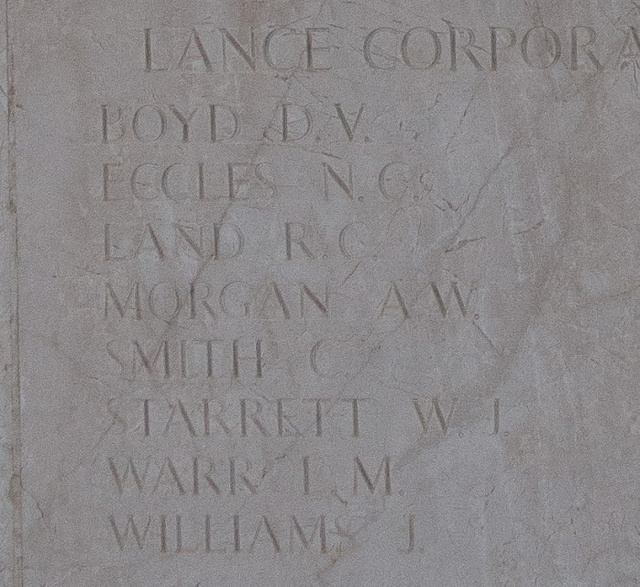 LANCE CORPORA
BOYD D.V.
ECCLES N.G.
LAND R.C.
MORGAN A.W.
SMITH C.
STARRETT W.J.
WARR M.
WILLIAMS J.